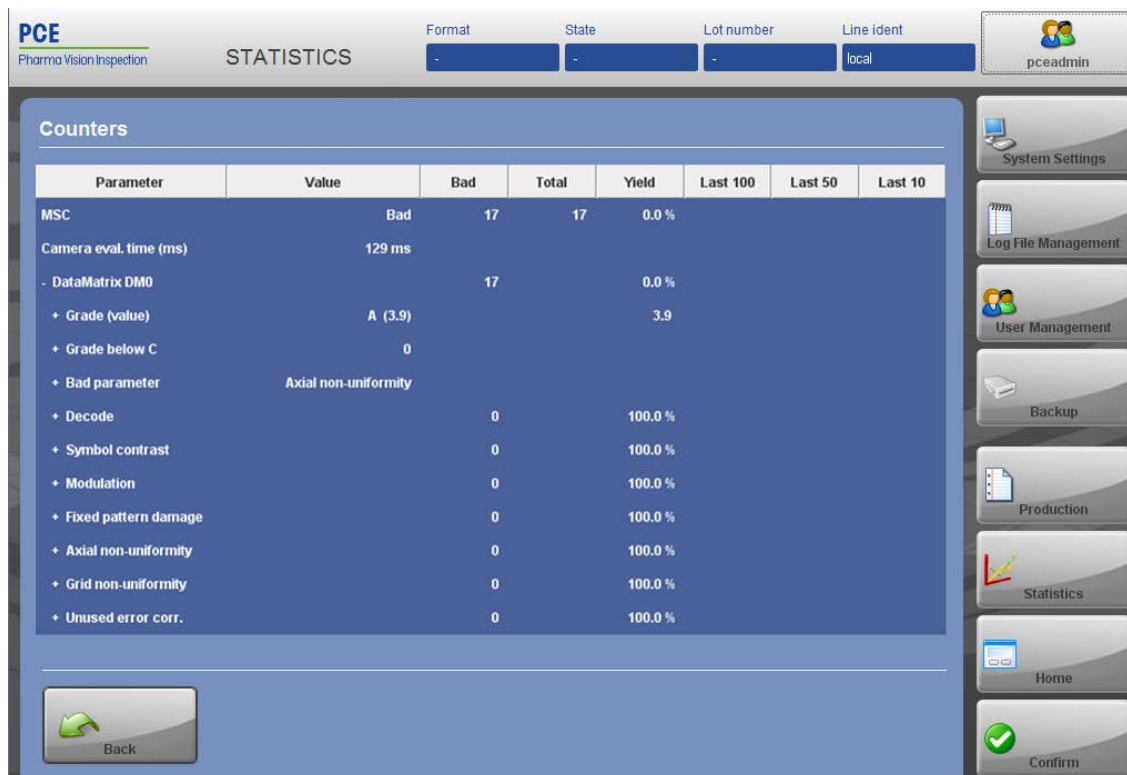 PCE
Pharma Vision Inspection
STATISTICS
Format
-
State
-
Lot number
-
Line ident
local
pceadmin
Counters
Parameter Value Bad Total Yield Last 100 Last 50 Last 10
MSC Bad 17 17 0.0 %
Camera eval. time (ms) 129 ms
- DataMatrix DM0 17 0.0 %
+ Grade (value) A (3.9) 3.9
+ Grade below C 0
+ Bad parameter Axial non-uniformity
+ Decode 0 100.0 %
+ Symbol contrast 0 100.0 %
+ Modulation 0 100.0 %
+ Fixed pattern damage 0 100.0 %
+ Axial non-uniformity 0 100.0 %
+ Grid non-uniformity 0 100.0 %
+ Unused error corr. 0 100.0 %
Back
System Settings
Log File Management
User Management
Backup
Production
Statistics
Home
Confirm